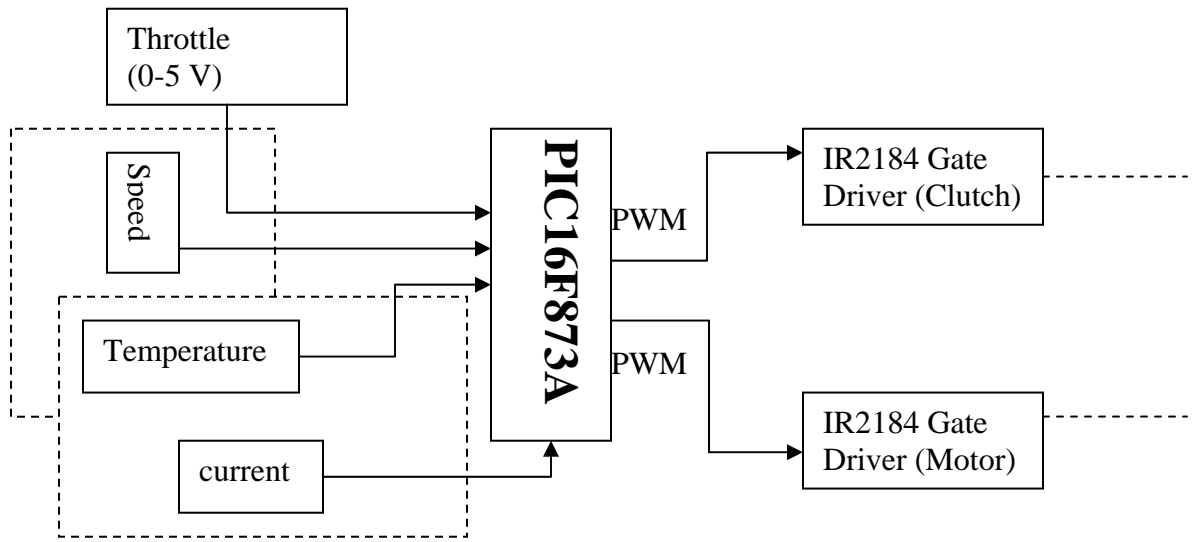 Throttle
(0-5 V)
Speed
Temperature
current
PIC16F873A
PWM
PWM
IR2184 Gate
Driver (Clutch)
IR2184 Gate
Driver (Motor)